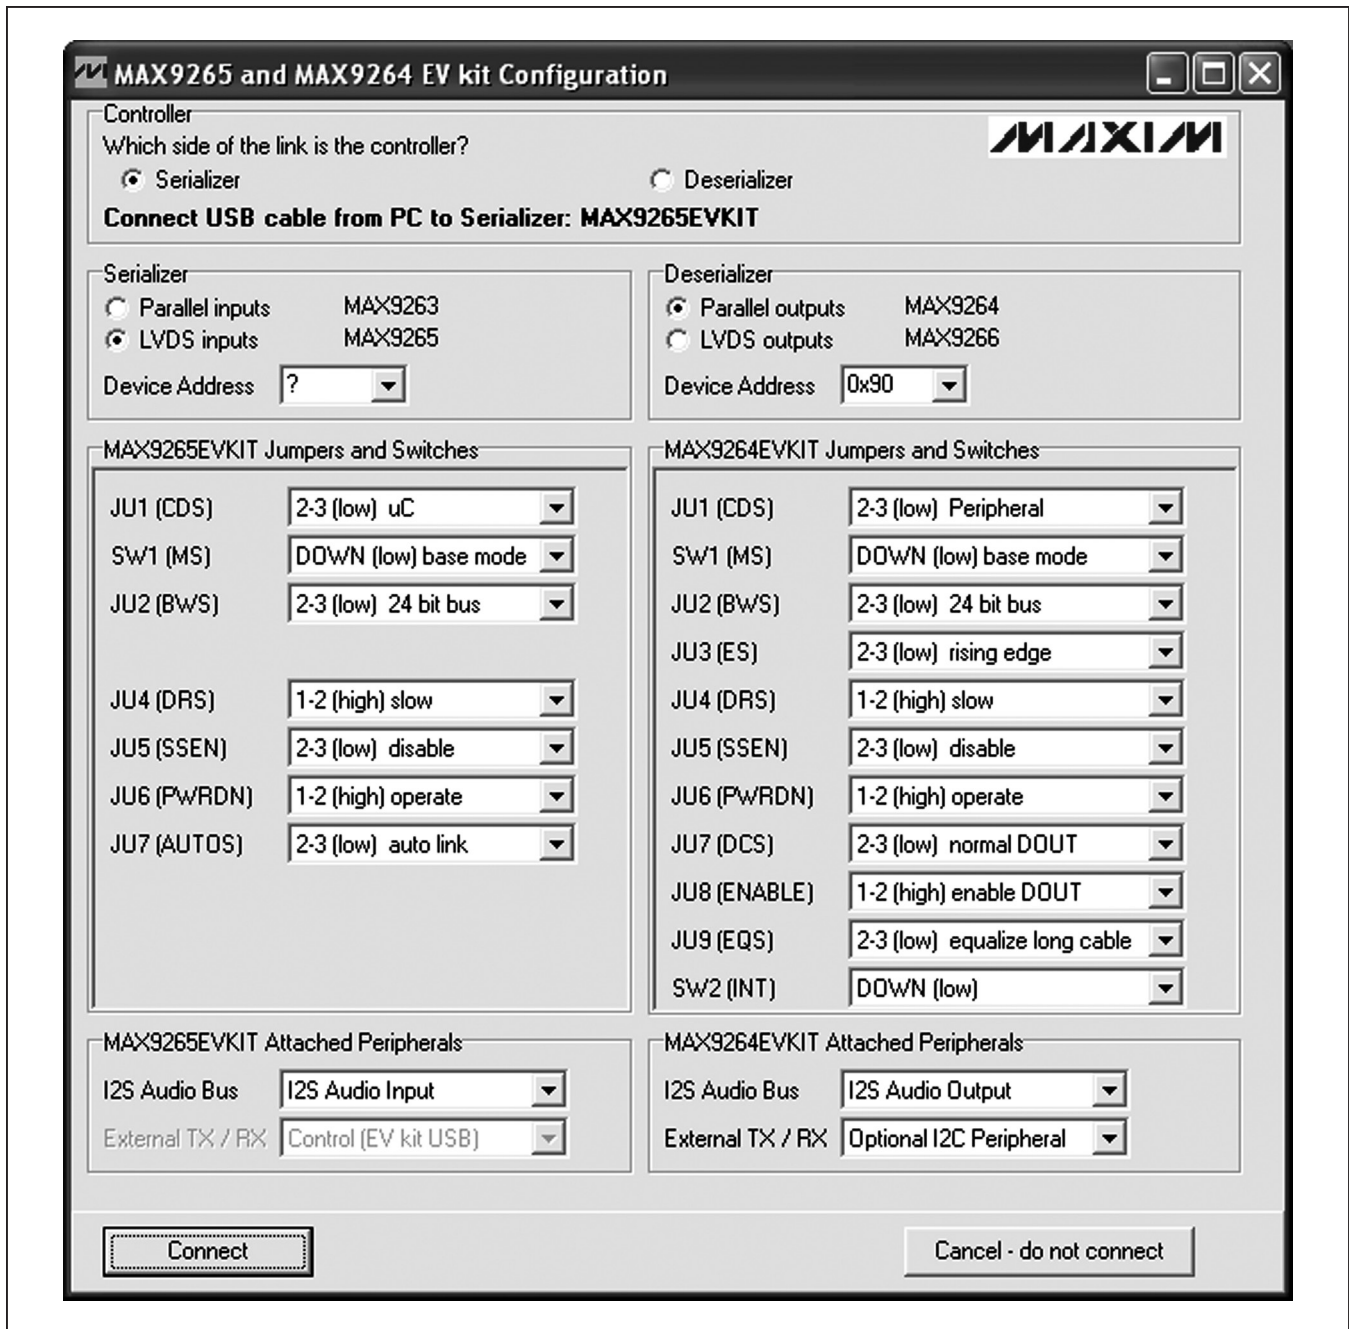 MAX9265 and MAX9264 EV kit Configuration
Controller
MAXIM
Which side of the link is the controller?
Serializer
Deserializer
Connect USB cable from PC to Serializer: MAX9265EVKIT
Serializer
Parallel inputs MAX9263
LVDS inputs MAX9265
Device Address ?
Deserializer
Parallel outputs MAX9264
LVDS outputs MAX9266
Device Address 0x90
MAX9265EVKIT Jumpers and Switches
JU1 (CDS) 2-3 (low) uC
SW1 (MS) DOWN (low) base mode
JU2 (BWS) 2-3 (low) 24 bit bus
JU4 (DRS) 1-2 (high) slow
JU5 (SSEN) 2-3 (low) disable
JU6 (PWRDN) 1-2 (high) operate
JU7 (AUTOS) 2-3 (low) auto link
MAX9264EVKIT Jumpers and Switches
JU1 (CDS) 2-3 (low) Peripheral
SW1 (MS) DOWN (low) base mode
JU2 (BWS) 2-3 (low) 24 bit bus
JU3 (ES) 2-3 (low) rising edge
JU4 (DRS) 1-2 (high) slow
JU5 (SSEN) 2-3 (low) disable
JU6 (PWRDN) 1-2 (high) operate
JU7 (DCS) 2-3 (low) normal DOUT
JU8 (ENABLE) 1-2 (high) enable DOUT
JU9 (EQS) 2-3 (low) equalize long cable
SW2 (INT) DOWN (low)
MAX9265EVKIT Attached Peripherals
I2S Audio Bus I2S Audio Input
External TX / RX Control (EV kit USB)
MAX9264EVKIT Attached Peripherals
I2S Audio Bus I2S Audio Output
External TX / RX Optional I2C Peripheral
Connect
Cancel - do not connect